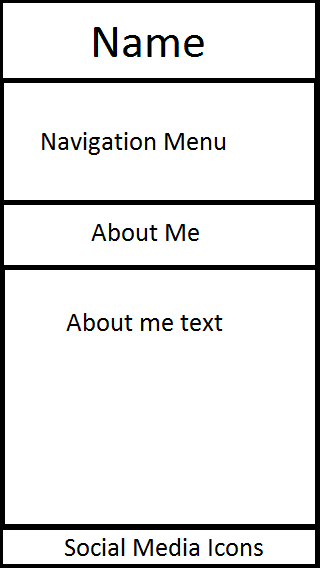 Name
Navigation Menu
About Me
About me text
Social Media Icons